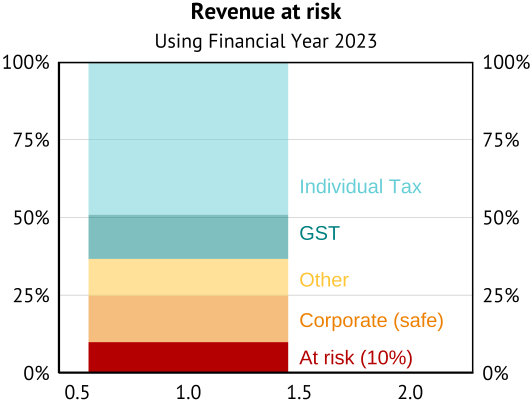 Revenue at risk
Using Financial Year 2023
100% 100%
75% 75%
Individual Tax
50% 50%
GST
Other
25% 25%
Corporate (safe)
At risk (10%)
0% 0%
0.5 1.0 1.5 2.0